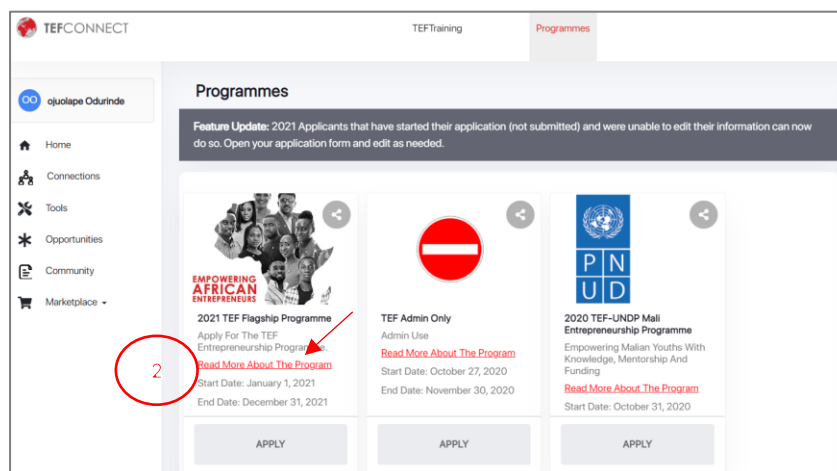 TEFCONNECT
TEFTraining
Programmes
OO
ojuolape Odurinde
Home
Connections
Tools
Opportunities
Community
Marketplace
Programmes
Feature Update: 2021 Applicants that have started their application (not submitted) and were unable to edit their information can now
do so. Open your application form and edit as needed.
EMPOWERING
AFRICAN
ENTREPRENEURS
2021 TEF Flagship Programme
Apply For The TEF
Entrepreneurship Programme.
Read More About The Program
Start Date: January 1, 2021
End Date: December 31, 2021
APPLY
2
TEF Admin Only
Admin Use
Read More About The Program
Start Date: October 27, 2020
End Date: November 30, 2020
APPLY
P N
U D
2020 TEF-UNDP Mali
Entrepreneurship Programme
Empowering Malian Youths With
Knowledge, Mentorship And
Funding
Read More About The Program
Start Date: October 31, 2020
APPLY